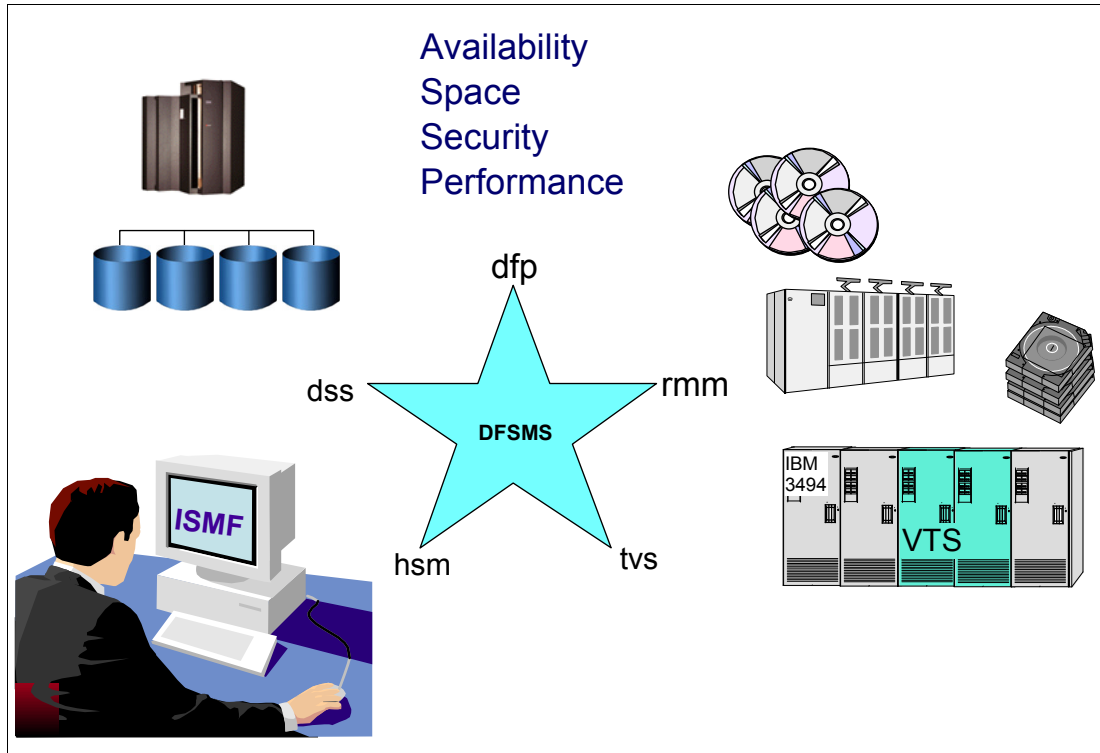 Availability
Space
Security
Performance
dfp
dss
rmm
DFSMS
hsm
tvs
ISMF
IBM
3494
VTS